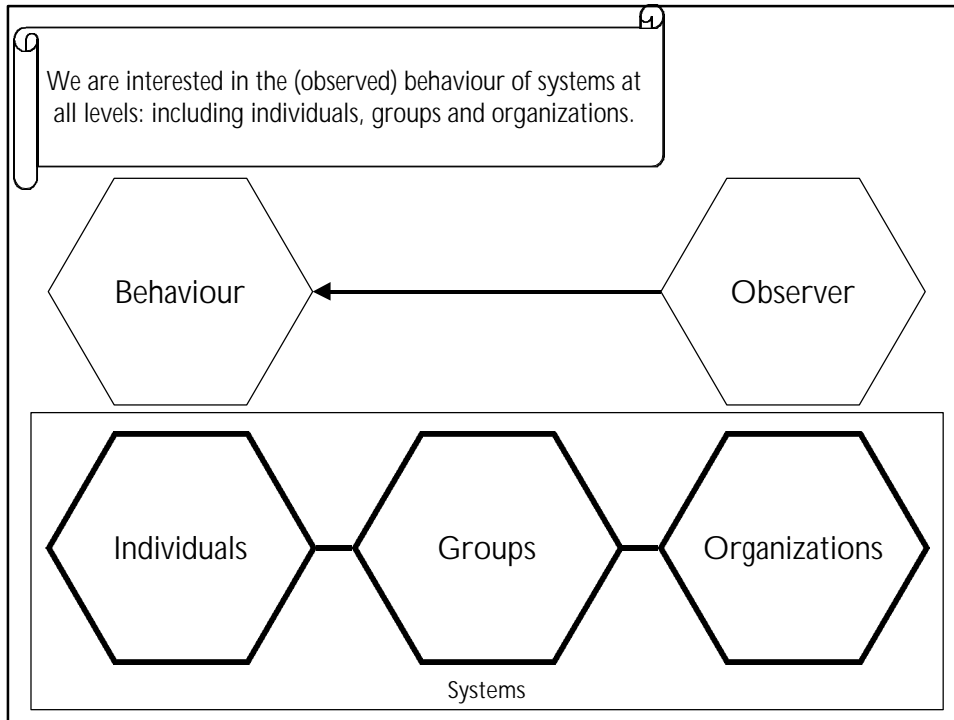 We are interested in the (observed) behaviour of systems at
all levels: including individuals, groups and organizations.
Behaviour
Observer
Individuals
Groups
Organizations
Systems